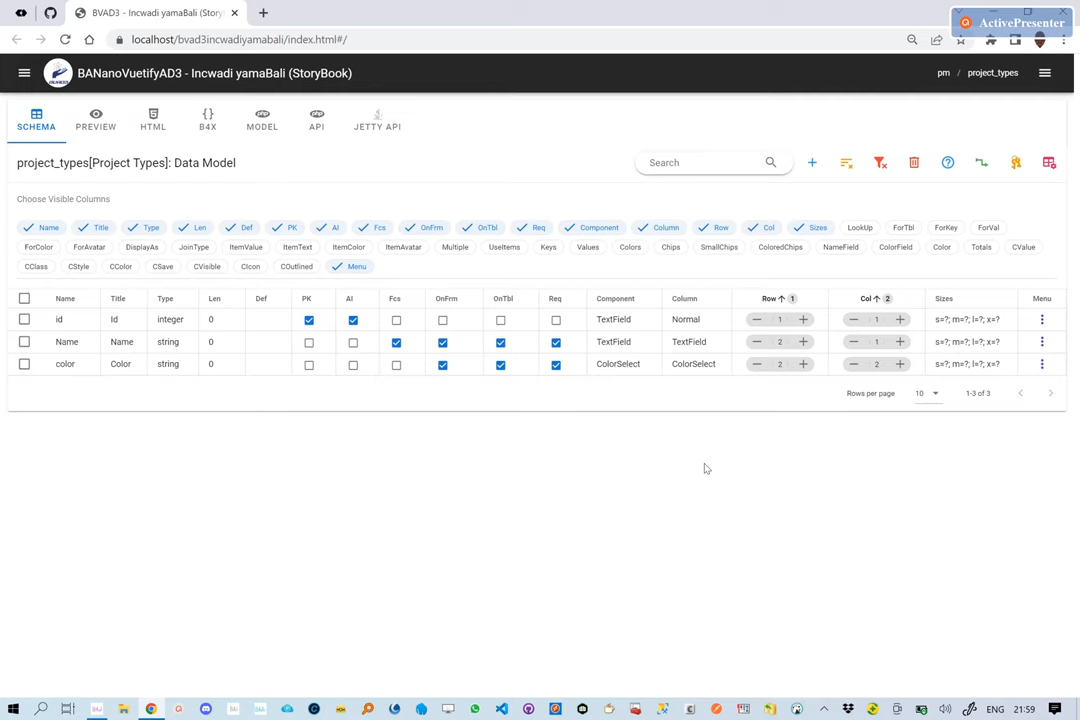 BVAD3 - Incwadi yamaBali (Story
ActivePresenter
localhost/bvad3incwadiyamabali/index.html#/
BANanoVuetifyAD3 - Incwadi yamaBali (StoryBook)
pm / project_types
SCHEMA PREVIEW HTML B4X MODEL API JETTY API
project_types[Project Types]: Data Model
Search
Choose Visible Columns
Name Title Type Len Def PK AI Fcs OnFrm OnTbl Req Component Column Row Col Sizes LookUp ForTbl ForKey ForVal
ForColor ForAvatar DisplayAs JoinType ItemValue ItemText ItemColor ItemAvatar Multiple UseItems Keys Values Colors Chips SmallChips ColoredChips NameField ColorField Color Totals CValue
CClass CStyle CColor CSave CVisible CIcon COutlined Menu
Name Title Type Len Def PK AI Fcs OnFrm OnTbl Req Component Column Row 1 Col 2 Sizes Menu
id Id integer 0 TextField Normal 1 1 s=?; m=?; l=?; x=?
Name Name string 0 TextField TextField 2 1 s=?; m=?; l=?; x=?
color Color string 0 ColorSelect ColorSelect 2 2 s=?; m=?; l=?; x=?
Rows per page 10 1-3 of 3
ENG 21:59